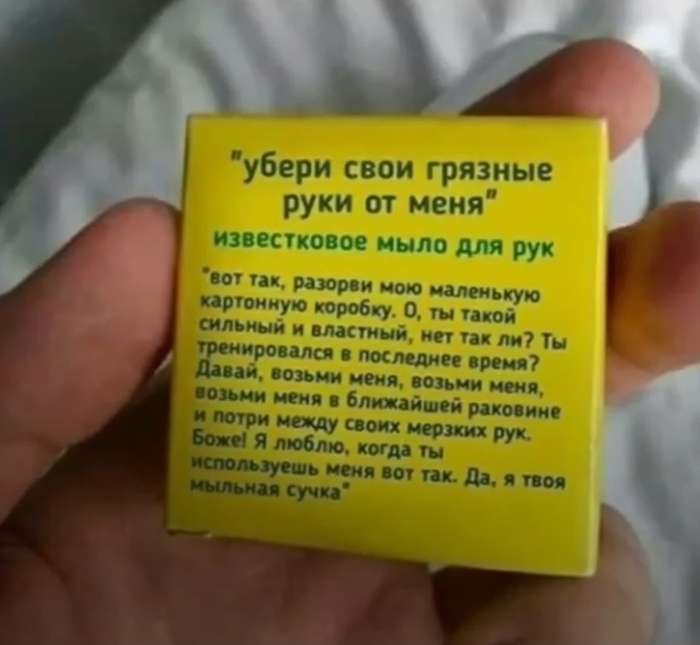 "убери свои грязные
руки от меня"
известковое мыло для рук
"вот так, разорви мою маленькую
картонную коробку. О, ты такой
сильный и властный, нет так ли? Ты
тренировался в последнее время?
Давай, возьми меня, возьми меня,
возьми меня в ближайшей раковине
и потри между своих мерзких рук.
Боже! Я люблю, когда ты
используешь меня вот так. Да, я твоя
мыльная сучка"